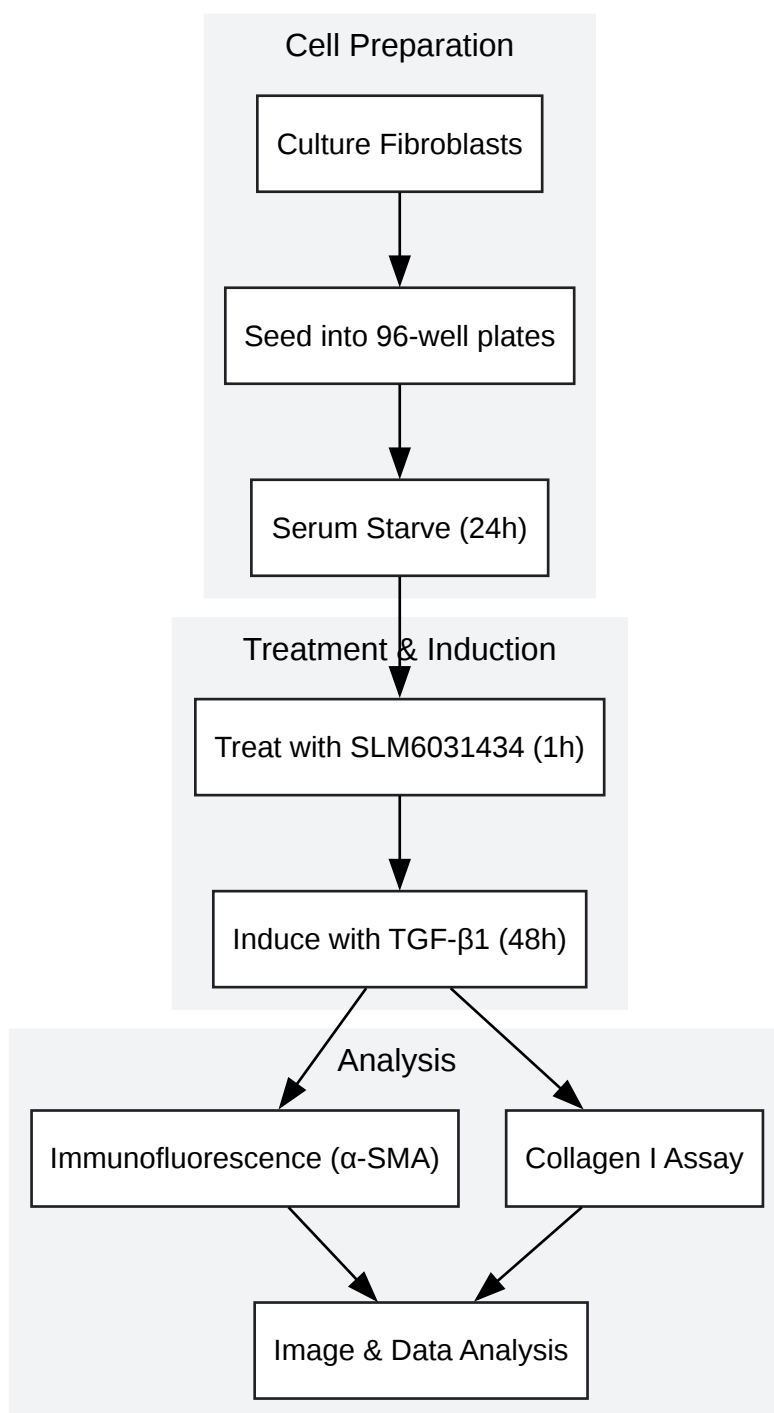 Cell Preparation
Culture Fibroblasts
Seed into 96-well plates
Serum Starve (24h)
Treatment & Induction
Treat with SLM6031434 (1h)
Induce with TGF-β1 (48h)
Analysis
Immunofluorescence (α-SMA)
Collagen I Assay
Image & Data Analysis